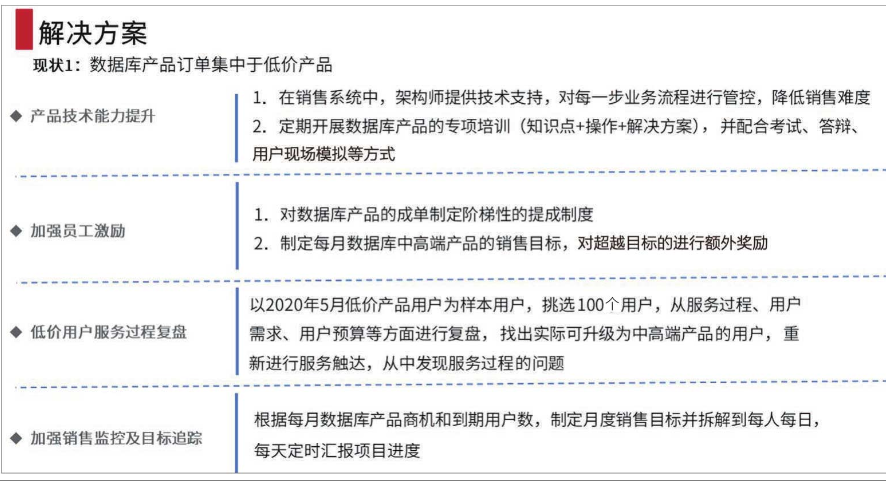 解决方案
现状1：数据库产品订单集中于低价产品
◆ 产品技术能力提升
1. 在销售系统中，架构师提供技术支持，对每一步业务流程进行管控，降低销售难度
2. 定期开展数据库产品的专项培训（知识点+操作+解决方案），并配合考试、答辩、
用户现场模拟等方式
◆ 加强员工激励
1. 对数据库产品的成单制定阶梯性的提成制度
2. 制定每月数据库中高端产品的销售目标，对超越目标的进行额外奖励
◆ 低价用户服务过程复盘
以2020年5月低价产品用户为样本用户，挑选100个用户，从服务过程、用户
需求、用户预算等方面进行复盘，找出实际可升级为中高端产品的用户，重
新进行服务触达，从中发现服务过程的问题
◆ 加强销售监控及目标追踪
根据每月数据库产品商机和到期用户数，制定月度销售目标并拆解到每人每日，
每天定时汇报项目进度